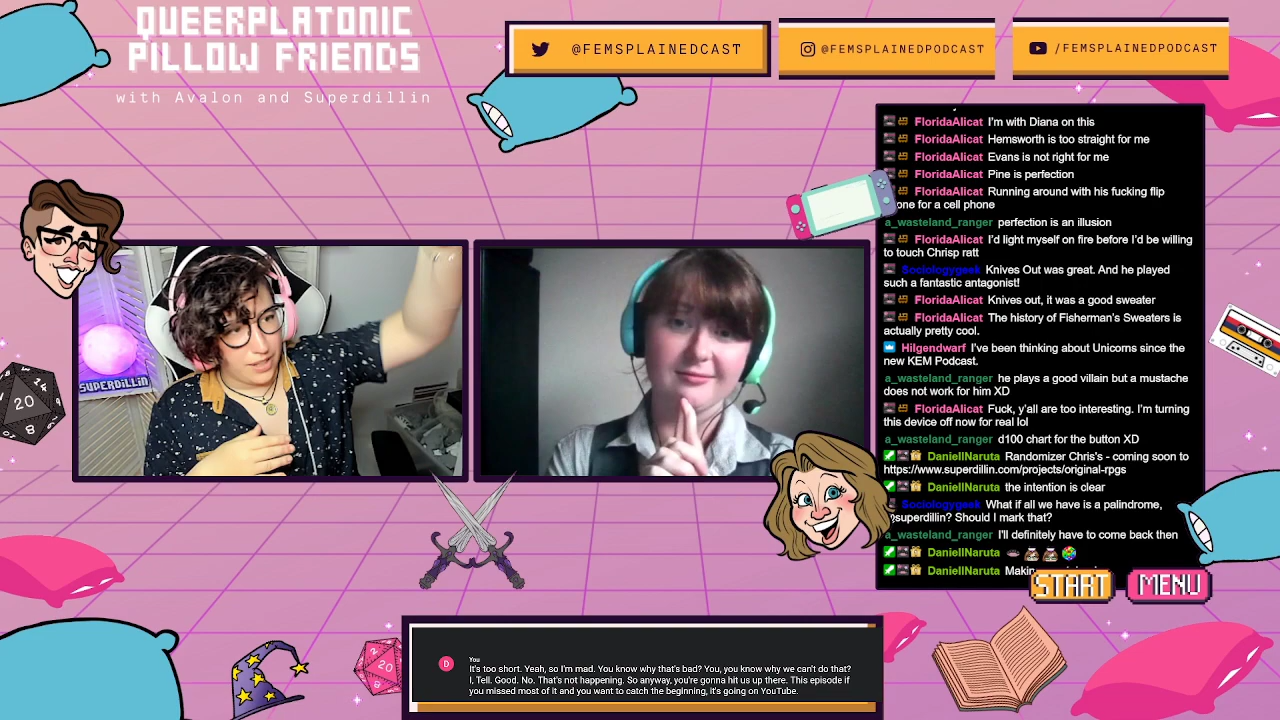 QUEERPLATONIC
PILLOW FRIENDS
with Avalon and Superdillin
@FEMSPLAINEDCAST
@FEMSPLAINEDPODCAST
/FEMSPLAINEDPODCAST
FloridaAlicat I'm with Diana on this
FloridaAlicat Hemsworth is too straight for me
FloridaAlicat Evans is not right for me
FloridaAlicat Pine is perfection
FloridaAlicat Running around with his fucking flip
one for a cell phone
a_wasteland_ranger perfection is an illusion
FloridaAlicat I'd light myself on fire before I'd be willing
to touch Chrisp ratt
Sociologygeek Knives Out was great. And he played
such a fantastic antagonist!
FloridaAlicat Knives out, it was a good sweater
FloridaAlicat The history of Fisherman's Sweaters is
actually pretty cool.
Hilgendwarf I've been thinking about Unicorns since the
new KEM Podcast.
a_wasteland_ranger he plays a good villain but a mustache
does not work for him XD
FloridaAlicat Fuck, y'all are too interesting. I'm turning
this device off now for real lol
a_wasteland_ranger d100 chart for the button XD
DaniellNaruta Randomizer Chris's - coming soon to
https://www.superdillin.com/projects/original-rpgs
DaniellNaruta the intention is clear
Sociologygeek What if all we have is a palindrome,
@superdillin? Should I mark that?
a_wasteland_ranger I'll definitely have to come back then
DaniellNaruta
DaniellNaruta Makin
START
MENU
SUPERDILLIN
20
14
8
20
2
D
You
It's too short. Yeah, so I'm mad. You know why that's bad? You, you know why we can't do that?
I. Tell. Good. No. That's not happening. So anyway, you're gonna hit us up there. This episode if
you missed most of it and you want to catch the beginning, it's going on YouTube.